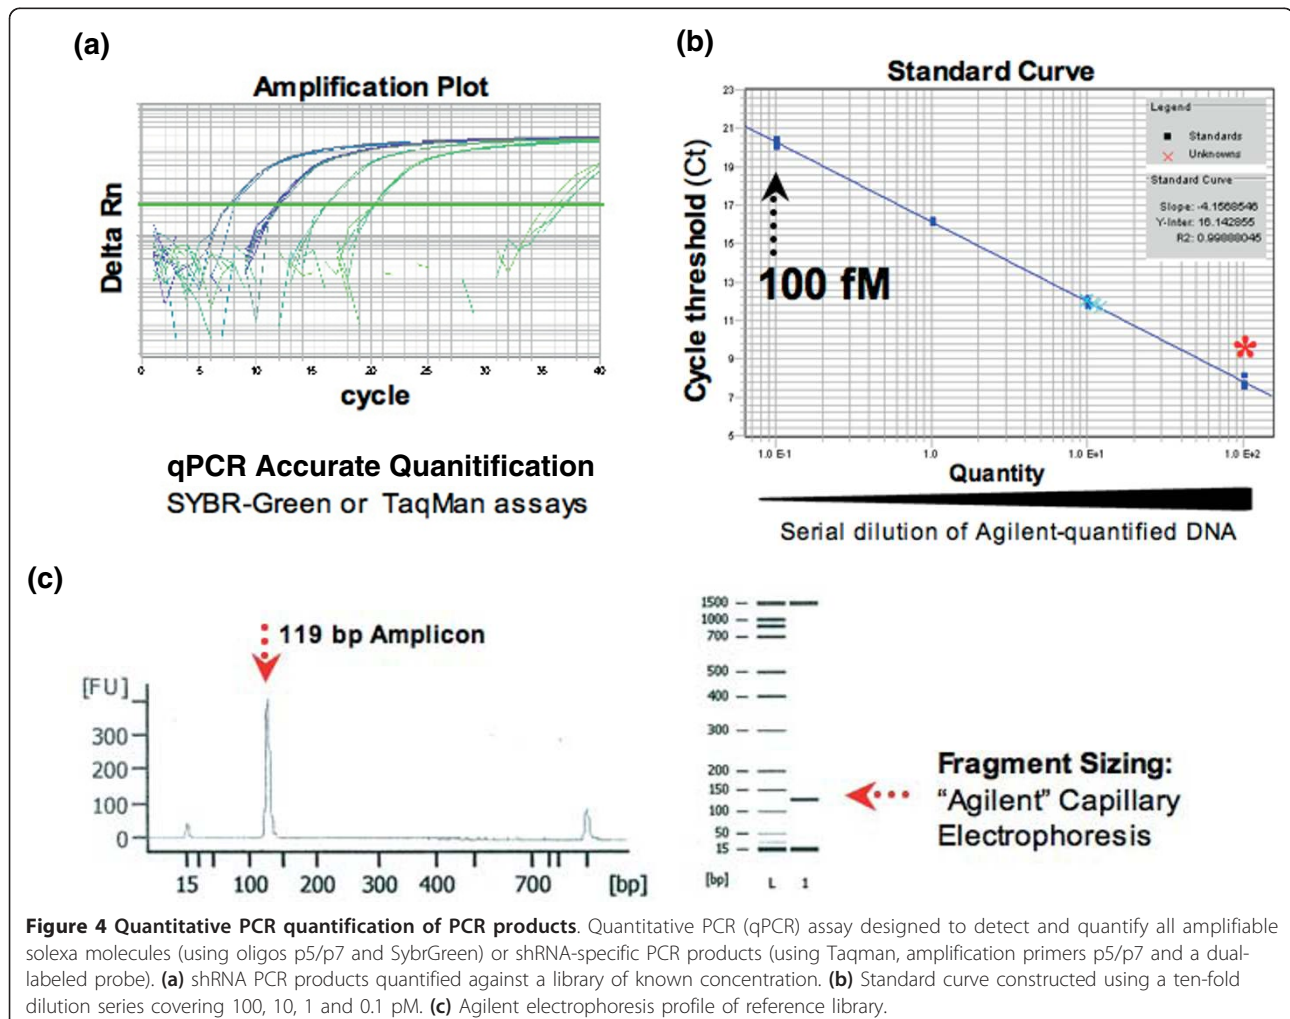 (a)
Amplification Plot
Delta Rn
0 5 10 15 20 25 30 35 40
cycle
qPCR Accurate Quanitification
SYBR-Green or TaqMan assays
(b)
Standard Curve
Cycle threshold (Ct)
23
21
19
17
15
13
11
9
7
5
Legend
Standards
Unknowns
Standard Curve
Slope: -4.1568546
Y-Inter: 16.142855
R2: 0.99888045
100 fM
*
1.0 E-1 1.0 1.0 E+1 1.0 E+2
Quantity
Serial dilution of Agilent-quantified DNA
(c)
119 bp Amplicon
[FU]
300
200
100
0
15 100 200 300 400 700 [bp]
1500
1000
700
500
400
300
200
150
100
50
15
[bp] L 1
Fragment Sizing:
“Agilent” Capillary
Electrophoresis
Figure 4 Quantitative PCR quantification of PCR products. Quantitative PCR (qPCR) assay designed to detect and quantify all amplifiable
solexa molecules (using oligos p5/p7 and SybrGreen) or shRNA-specific PCR products (using Taqman, amplification primers p5/p7 and a dual-
labeled probe). (a) shRNA PCR products quantified against a library of known concentration. (b) Standard curve constructed using a ten-fold
dilution series covering 100, 10, 1 and 0.1 pM. (c) Agilent electrophoresis profile of reference library.